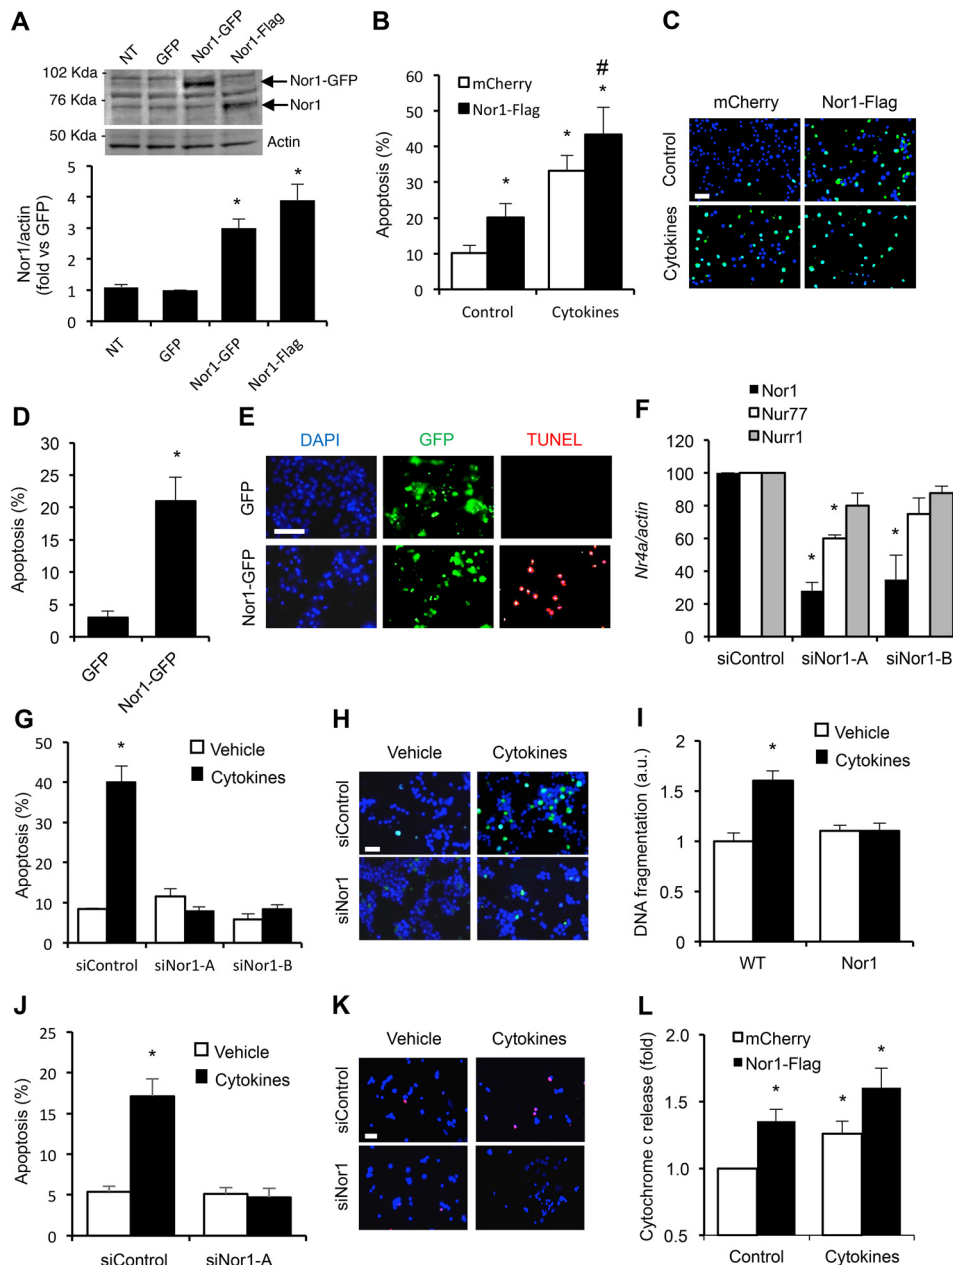 A
NT
GFP
Nor1-GFP
Nor1-Flag
102 Kda
76 Kda
50 Kda
Nor1-GFP
Nor1
Actin
Nor1/actin
(fold vs GFP)
5
4
3
2
1
0
NT
GFP
Nor1-GFP
Nor1-Flag
* *
B
Apoptosis (%)
60
50
40
30
20
10
0
mCherry
Nor1-Flag
* * # *
Control
Cytokines
C
mCherry
Nor1-Flag
Control
Cytokines
D
Apoptosis (%)
30
25
20
15
10
5
0
*
GFP
Nor1-GFP
E
DAPI
GFP
TUNEL
GFP
Nor1-GFP
F
Nor1
Nur77
Nurr1
Nr4a/actin
120
100
80
60
40
20
0
* * *
siControl
siNor1-A
siNor1-B
G
Apoptosis (%)
50
40
30
20
10
0
Vehicle
Cytokines
*
siControl
siNor1-A
siNor1-B
H
Vehicle
Cytokines
siControl
siNor1
I
DNA fragmentation (a.u.)
2
1.5
1
0.5
0
Vehicle
Cytokines
*
WT
Nor1
J
Apoptosis (%)
25
20
15
10
5
0
Vehicle
Cytokines
*
siControl
siNor1-A
K
Vehicle
Cytokines
siControl
siNor1
L
Cytochrome c release (fold)
2.0
1.5
1.0
0.5
mCherry
Nor1-Flag
* * *
Control
Cytokines